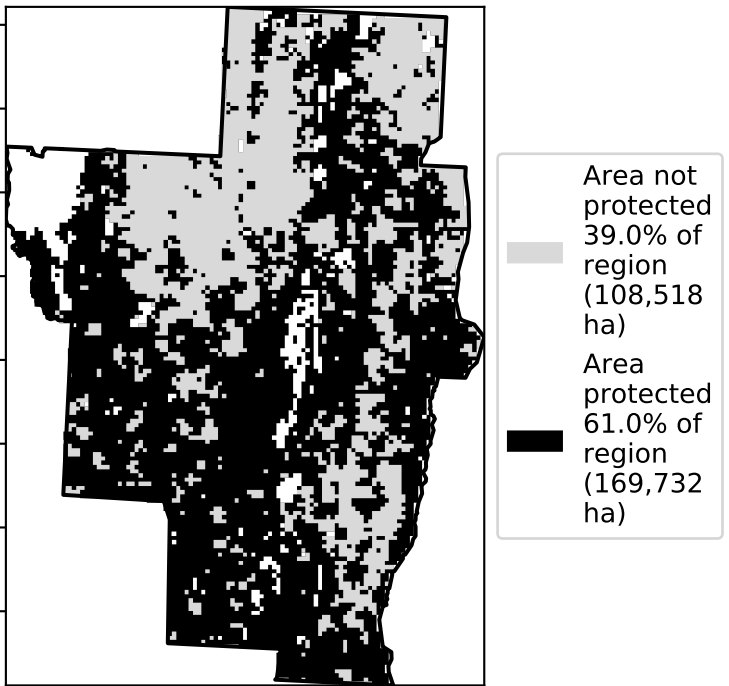 Area not
protected
39.0% of
region
(108,518
ha)
Area
protected
61.0% of
region
(169,732
ha)